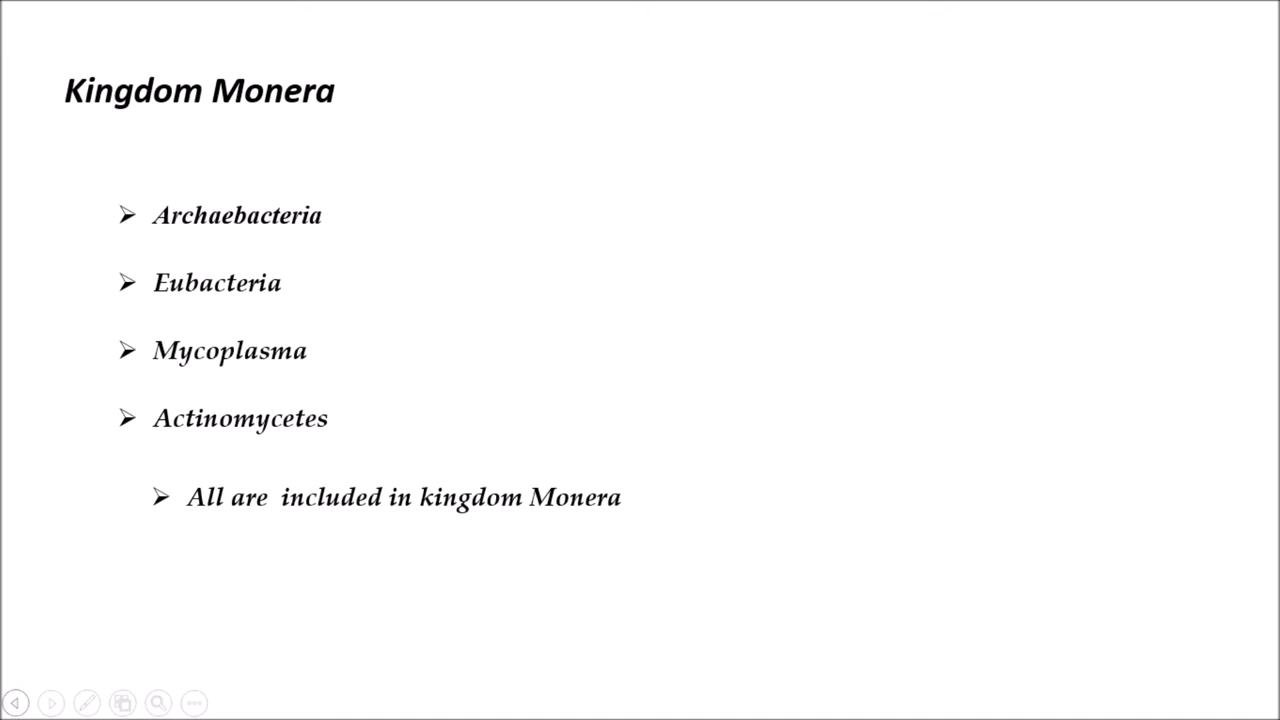 Kingdom Monera
➢ Archaebacteria
➢ Eubacteria
➢ Mycoplasma
➢ Actinomycetes
➢ All are included in kingdom Monera